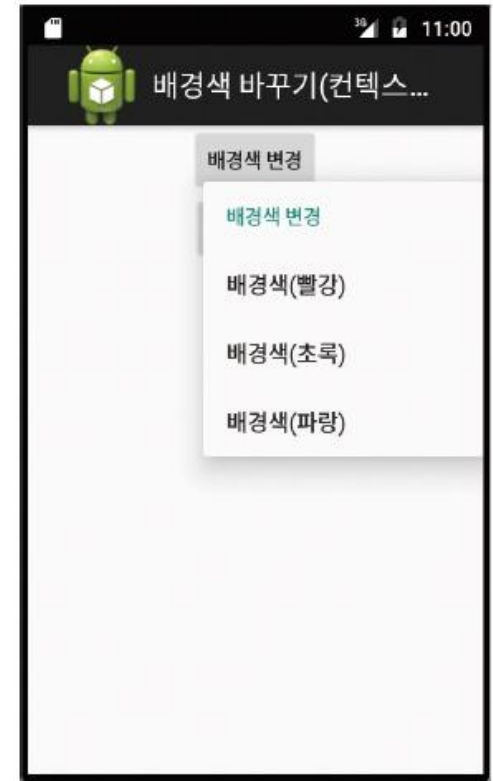 3G 11:00
배경색 바꾸기(컨텍스...
배경색 변경
배경색 변경
배경색(빨강)
배경색(초록)
배경색(파랑)